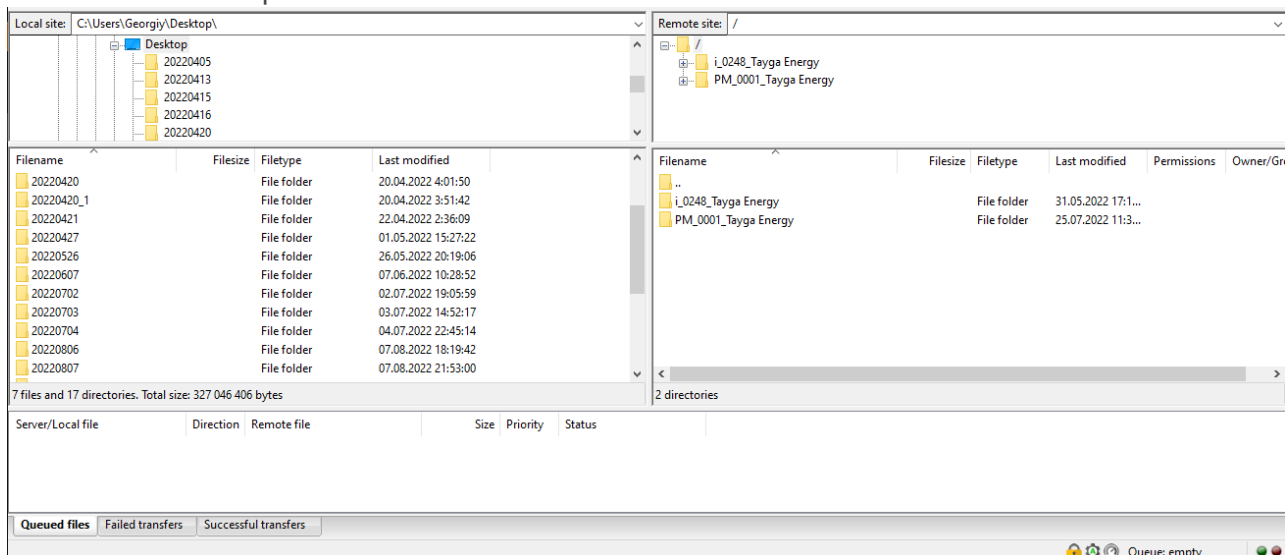 Local site: C:\Users\Georgiy\Desktop\
Desktop
20220405
20220413
20220415
20220416
20220420
Remote site: /
/
i_0248_Tayga Energy
PM_0001_Tayga Energy
Filename Filesize Filetype Last modified
20220420 File folder 20.04.2022 4:01:50
20220420_1 File folder 20.04.2022 3:51:42
20220421 File folder 22.04.2022 2:36:09
20220427 File folder 01.05.2022 15:27:22
20220526 File folder 26.05.2022 20:19:06
20220607 File folder 07.06.2022 10:28:52
20220702 File folder 02.07.2022 19:05:59
20220703 File folder 03.07.2022 14:52:17
20220704 File folder 04.07.2022 22:45:14
20220806 File folder 07.08.2022 18:19:42
20220807 File folder 07.08.2022 21:53:00
7 files and 17 directories. Total size: 327 046 406 bytes
Filename Filesize Filetype Last modified Permissions Owner/Gr
..
i_0248_Tayga Energy File folder 31.05.2022 17:1...
PM_0001_Tayga Energy File folder 25.07.2022 11:3...
2 directories
Server/Local file Direction Remote file Size Priority Status
Queued files Failed transfers Successful transfers
Queue: empty